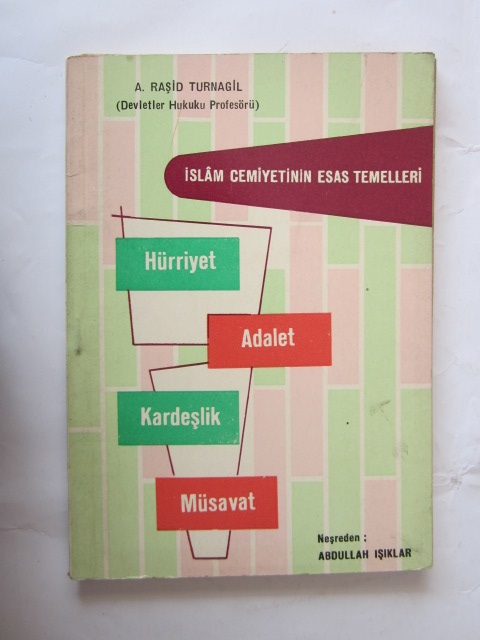 A. RAŞİD TURNAGİL
(Devletler Hukuku Profesörü)
İSLÂM CEMİYETİNİN ESAS TEMELLERİ
Hürriyet
Adalet
Kardeşlik
Müsavat
Neşreden :
ABDULLAH IŞIKLAR